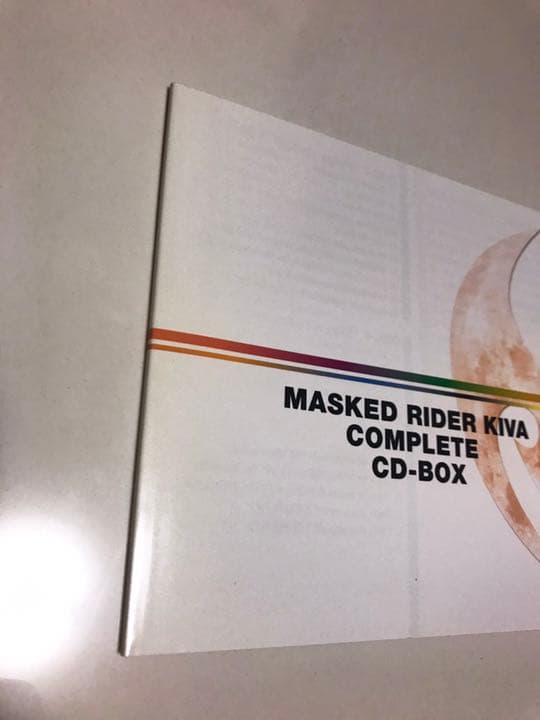 MASKED RIDER KIVA
COMPLETE
CD-BOX